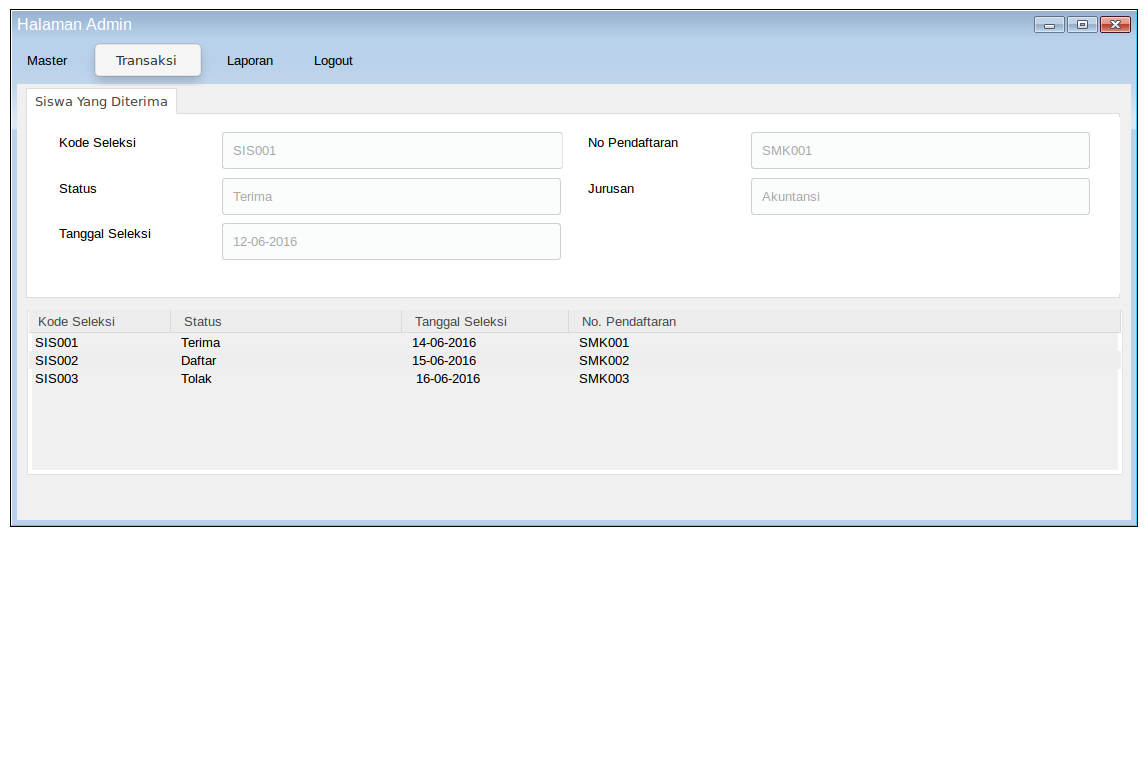 Halaman Admin
Master Transaksi Laporan Logout
Siswa Yang Diterima
Kode Seleksi SIS001 No Pendaftaran SMK001
Status Terima Jurusan Akuntansi
Tanggal Seleksi 12-06-2016
Kode Seleksi Status Tanggal Seleksi No. Pendaftaran
SIS001 Terima 14-06-2016 SMK001
SIS002 Daftar 15-06-2016 SMK002
SIS003 Tolak 16-06-2016 SMK003